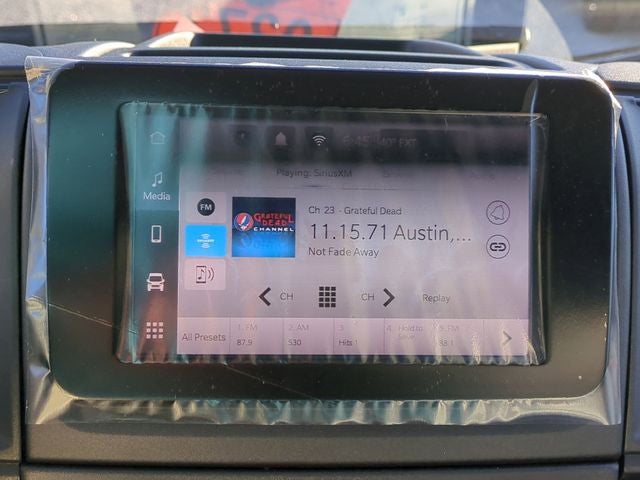 40° EXT
Playing: SiriusXM
Media
FM
GRATEFUL
DEAD
CHANNEL
Ch 23 - Grateful Dead
11.15.71 Austin,...
Not Fade Away
CH
CH
Replay
All Presets
1. FM
87.9
2. AM
530
3
Hits 1
4. Hold to
Save
5. FM
88.1